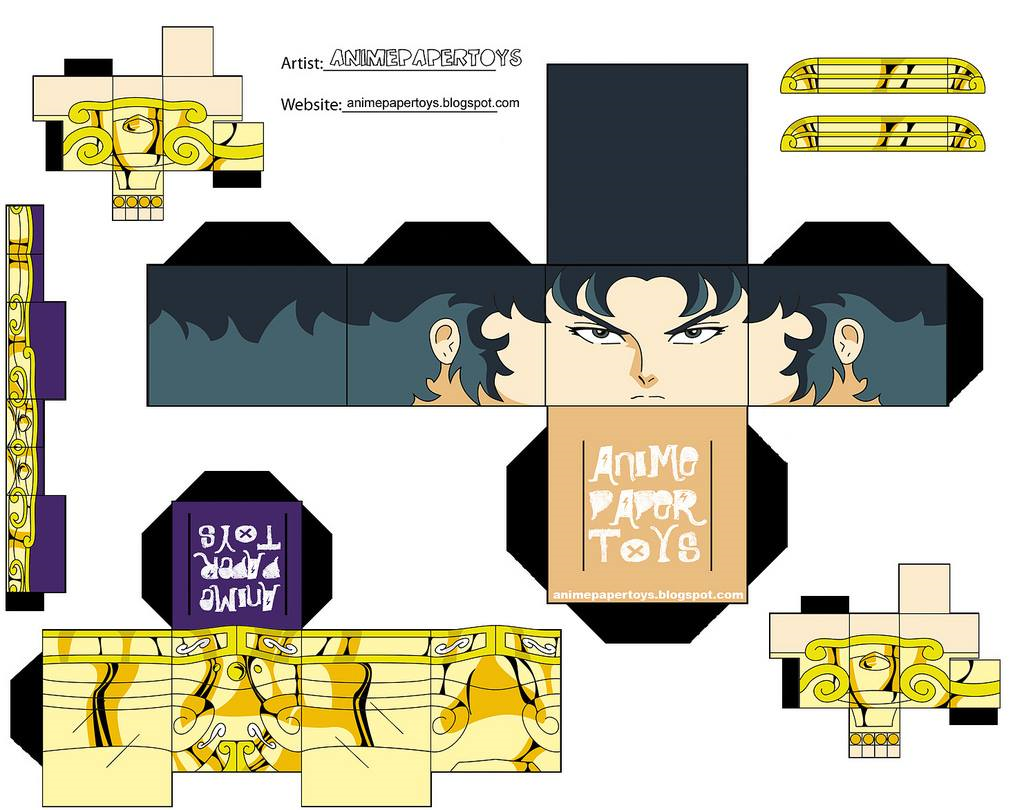 Artist: ANIMEPAPERTOYS
Website: animepapertoys.blogspot.com
ANIME
PAPER
TOYS
animepapertoys.blogspot.com
ANIME
PAPER
TOYS